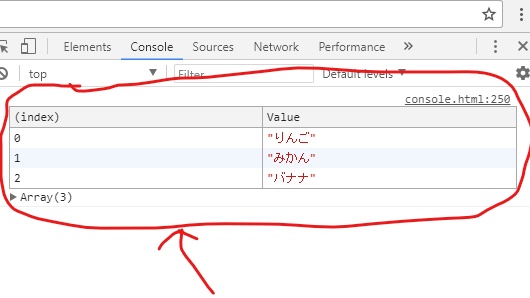 Elements Console Sources Network Performance »
top ▼ Filter Default levels ▼
console.html:250
(index) Value
0 "りんご"
1 "みかん"
2 "バナナ"
▶ Array(3)